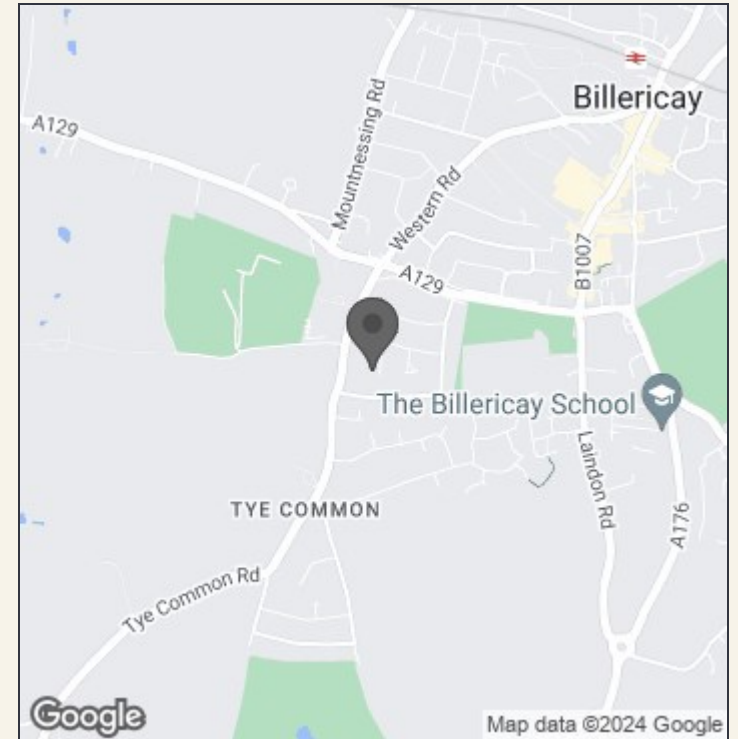 Billericay
A129
Mountnessing Rd
Western Rd
B1007
A129
The Billericay School
Laindon Rd
TYE COMMON
A176
Tye Common Rd
Google
Map data ©2024 Google